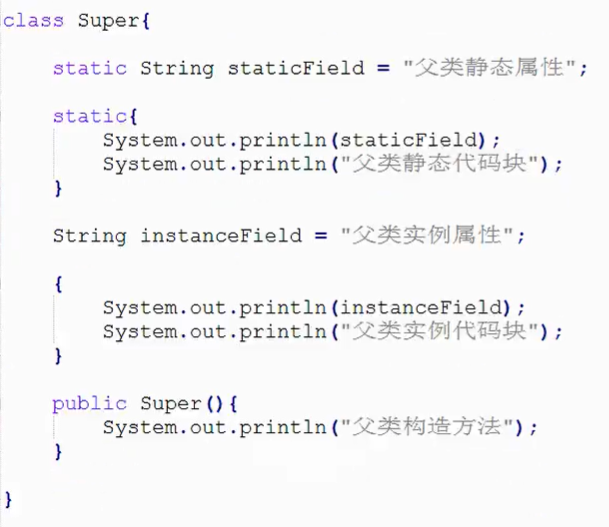 class Super{
static String staticField = "父类静态属性";
static{
System.out.println(staticField);
System.out.println("父类静态代码块");
}
String instanceField = "父类实例属性";
{
System.out.println(instanceField);
System.out.println("父类实例代码块");
}
public Super(){
System.out.println("父类构造方法");
}
}